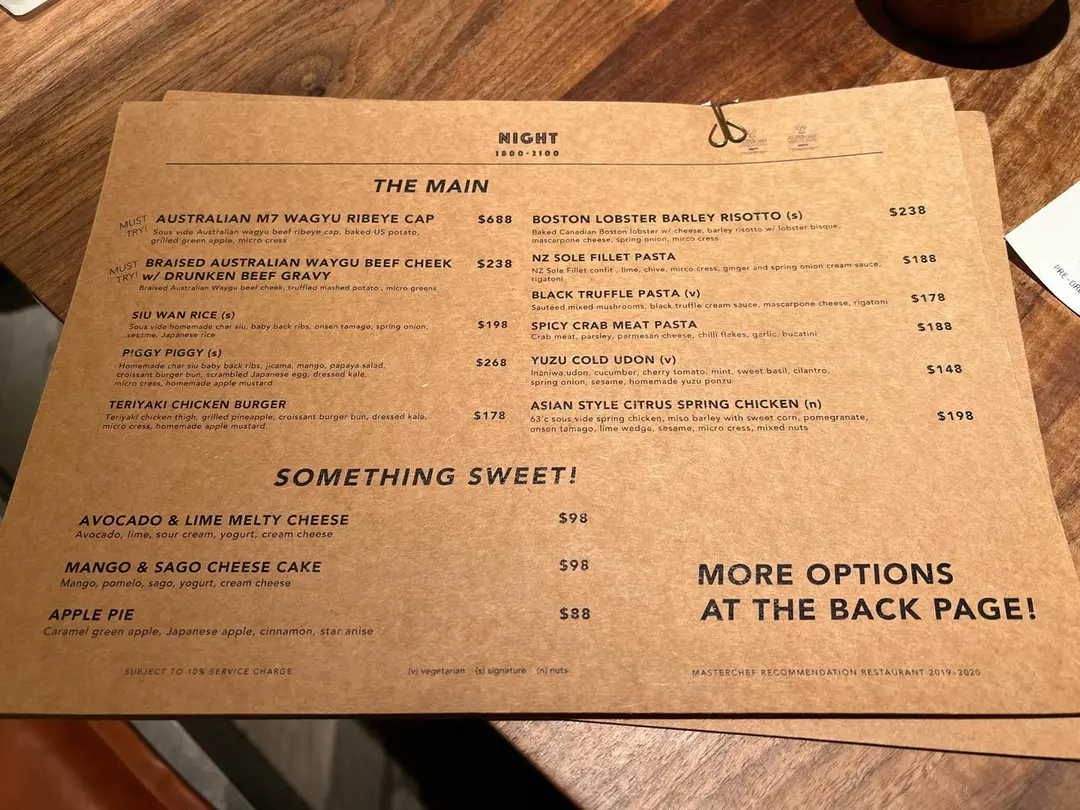 NIGHT
1800-2100
THE MAIN
MUST TRY!
AUSTRALIAN M7 WAGYU RIBEYE CAP $688
Sous vide Australian wagyu beef ribeye cap, baked US potato,
grilled green apple, micro cress
MUST TRY!
BRAISED AUSTRALIAN WAYGU BEEF CHEEK $238
w/ DRUNKEN BEEF GRAVY
Braised Australian Waygu beef cheek, truffled mashed potato , micro greens
SIU WAN RICE (s)
Sous vide homemade char siu, baby back ribs, onsen tamago, spring onion, $198
sesame, Japanese rice
PIGGY PIGGY (s)
Homemade char siu baby back ribs, jicama, mango, papaya salad, $268
croissant burger bun, scrambled Japanese egg, dressed kale,
micro cress, homemade apple mustard
TERIYAKI CHICKEN BURGER
Teriyaki chicken thigh, grilled pineapple, croissant burger bun, dressed kala, $178
micro cress, homemade apple mustard
BOSTON LOBSTER BARLEY RISOTTO (s) $238
Baked Canadian Boston lobster w/ cheese, barley risotto w/ lobster bisque,
mascarpone cheese, spring onion, mirco cress
NZ SOLE FILLET PASTA $188
NZ Sole Fillet confit , lime, chive, mirco cress, ginger and spring onion cream sauce,
rigatoni
BLACK TRUFFLE PASTA (v) $178
Sauteed mixed-mushrooms, black truffle cream sauce, mascarpone cheese, rigatoni
SPICY CRAB MEAT PASTA $188
Crab meat, parsley, parmesan cheese, chilli flakes, garlic, bucatini
YUZU COLD UDON (v) $148
Inaniwa udon, cucumber, cherry tomato, mint, sweet basil, cilantro,
spring onion, sesame, homemade yuzu ponzu
ASIAN STYLE CITRUS SPRING CHICKEN (n) $198
63'c sous vide spring chicken, miso barley with sweet corn, pomegranate,
onsen tamago, lime wedge, sesame, micro cress, mixed nuts
SOMETHING SWEET!
AVOCADO & LIME MELTY CHEESE $98
Avocado, lime, sour cream, yogurt, cream cheese
MANGO & SAGO CHEESE CAKE $98
Mango, pomelo, sago, yogurt, cream cheese
APPLE PIE $88
Caramel green apple, Japanese apple, cinnamon, star anise
MORE OPTIONS
AT THE BACK PAGE!
SUBJECT TO 10% SERVICE CHARGE
(v) vegetarian (s) signature (n) nuts
MASTERCHEF RECOMMENDATION RESTAURANT 2019-2020